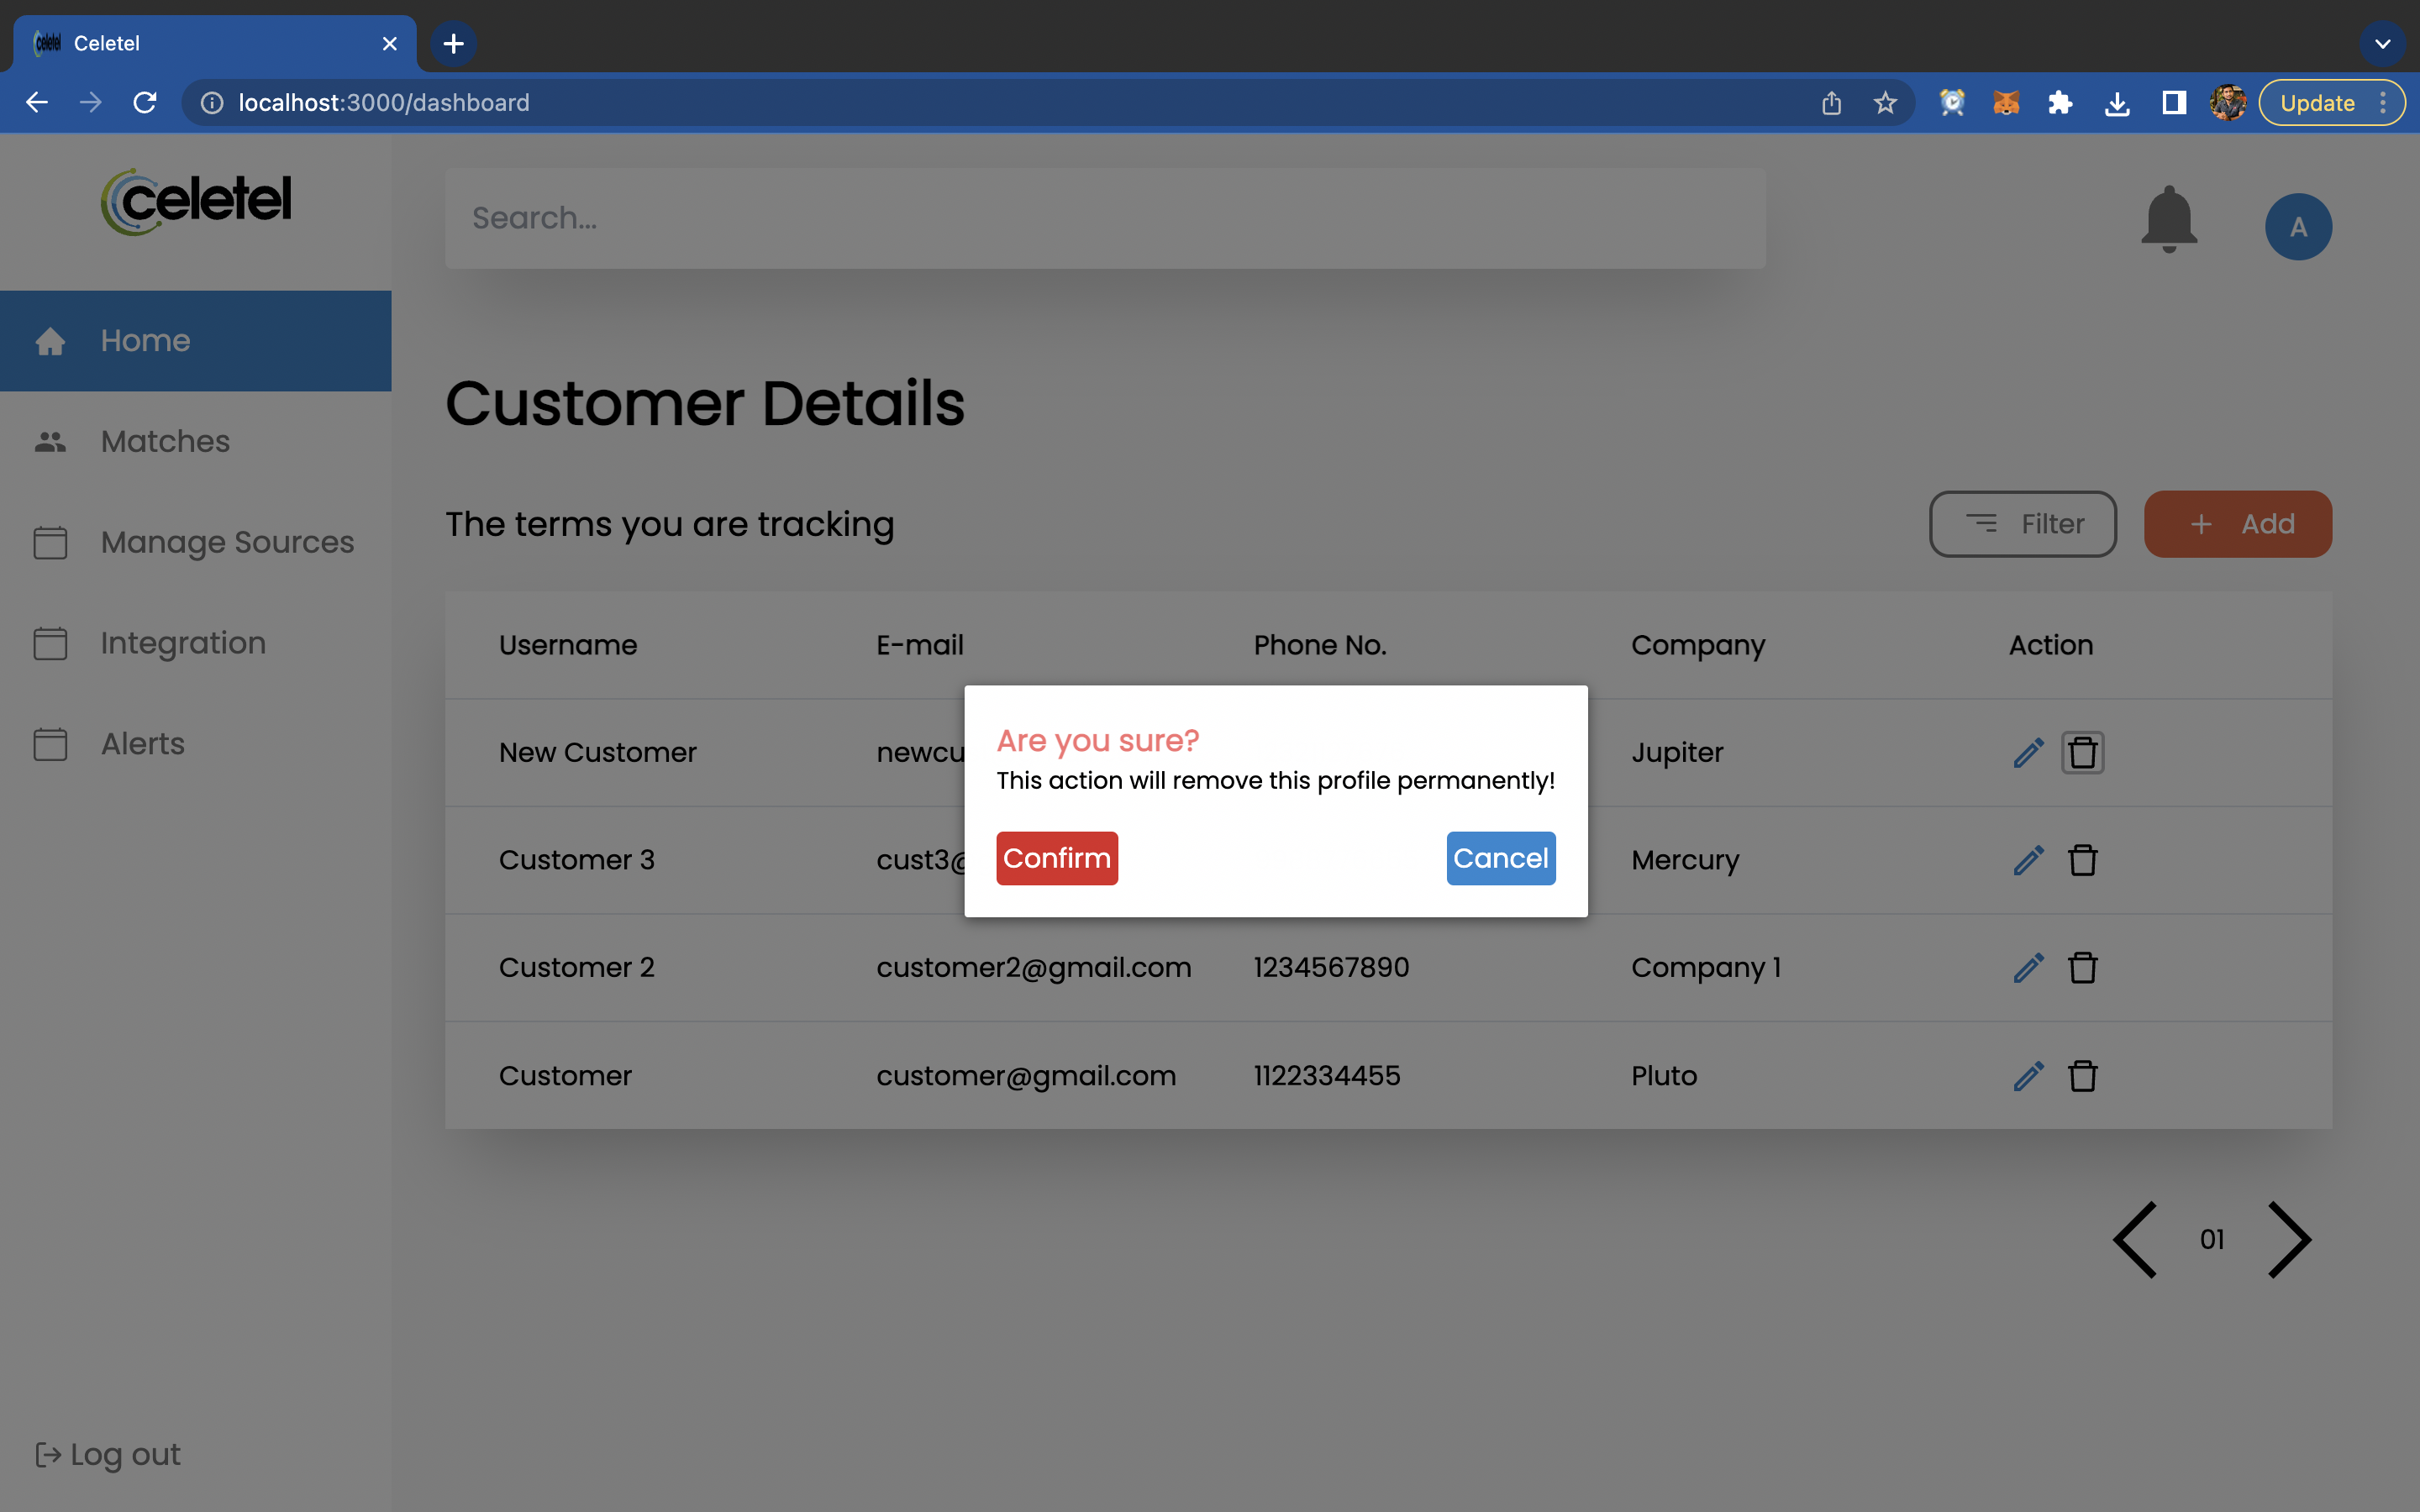 Celetel
localhost:3000/dashboard
Update
celetel
Search...
A
Home
Matches
Manage Sources
Integration
Alerts
Log out
Customer Details
The terms you are tracking
Filter
+ Add
Username E-mail Phone No. Company Action
New Customer newcu Jupiter
Are you sure?
This action will remove this profile permanently!
Confirm Cancel
Customer 3 cust3@ Mercury
Customer 2 customer2@gmail.com 1234567890 Company 1
Customer customer@gmail.com 1122334455 Pluto
01